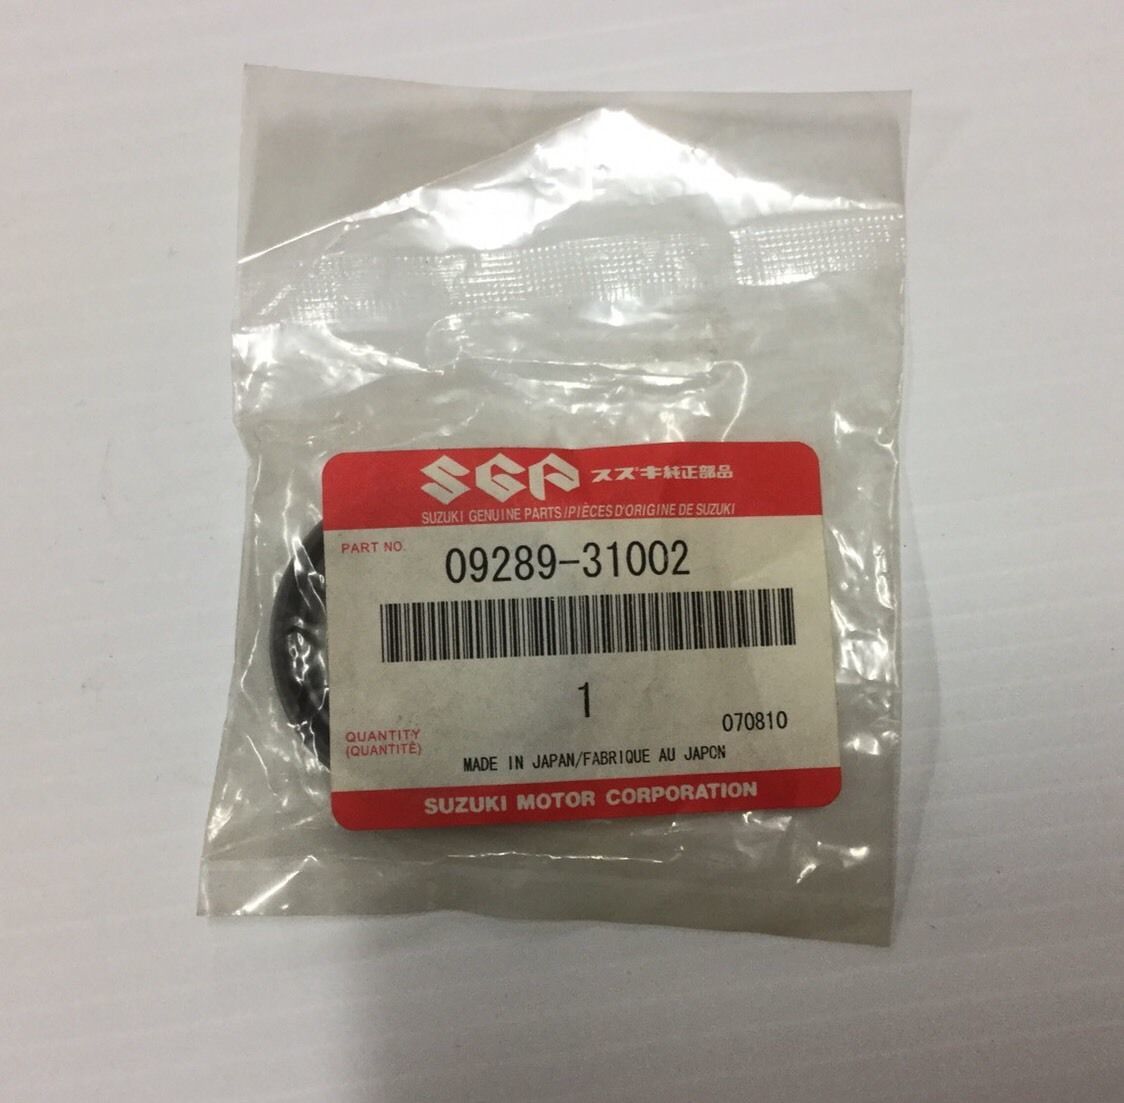 SGP スズキ純正部品
SUZUKI GENUINE PARTS/PIÈCES D'ORIGINE DE SUZUKI
PART NO. 09289-31002
1
070810
QUANTITY
(QUANTITÉ)
MADE IN JAPAN/FABRIQUE AU JAPON
SUZUKI MOTOR CORPORATION